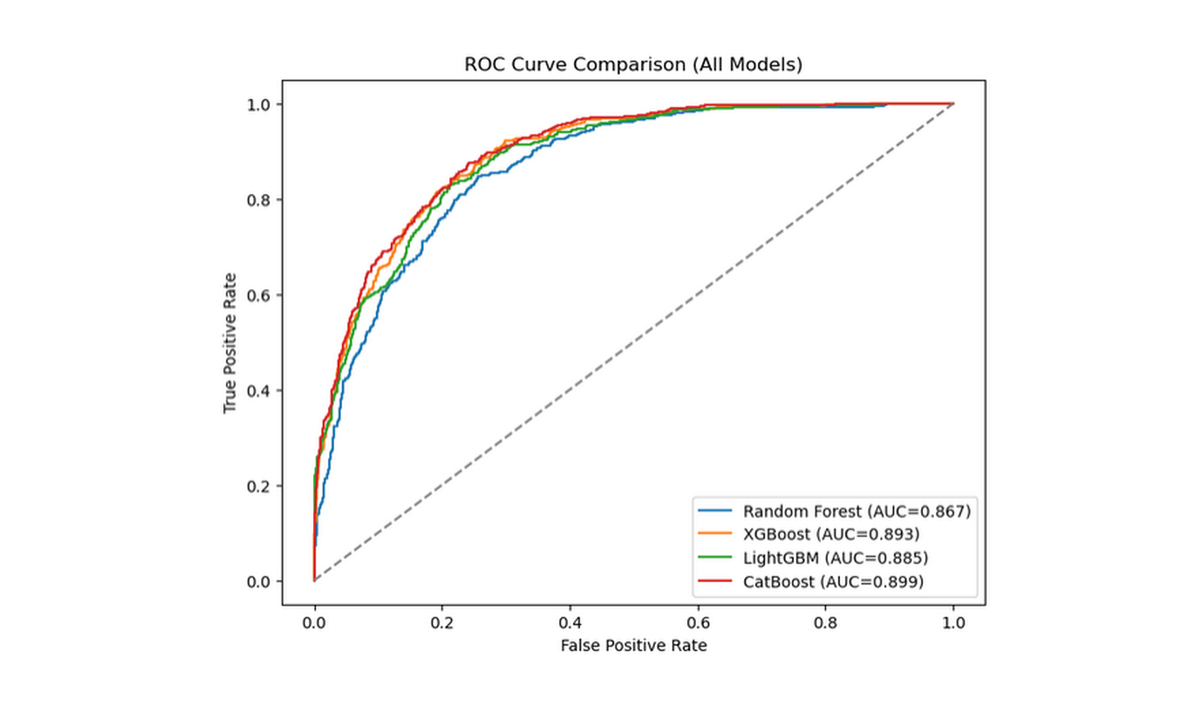 ROC Curve Comparison (All Models)
True Positive Rate
1.0
0.8
0.6
0.4
0.2
0.0
0.0 0.2 0.4 0.6 0.8 1.0
False Positive Rate
Random Forest (AUC=0.867)
XGBoost (AUC=0.893)
LightGBM (AUC=0.885)
CatBoost (AUC=0.899)